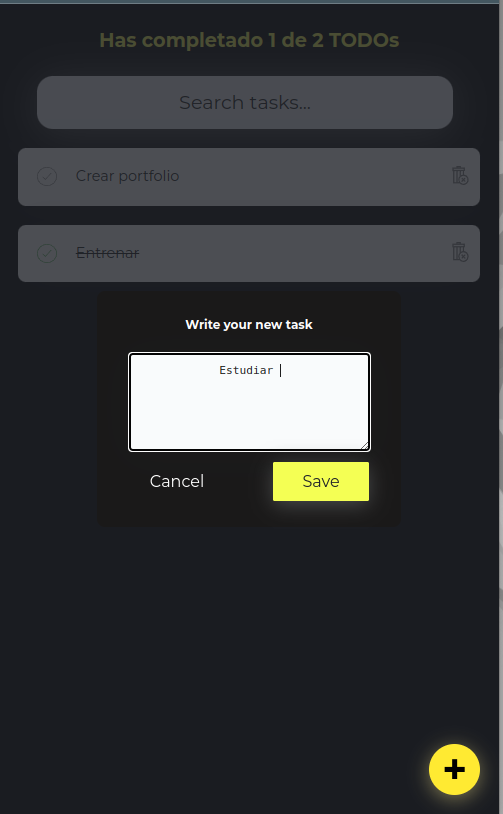 Has completado 1 de 2 TODOs
Search tasks...
Crear portfolio
Entrenar
Write your new task
Estudiar
Cancel
Save